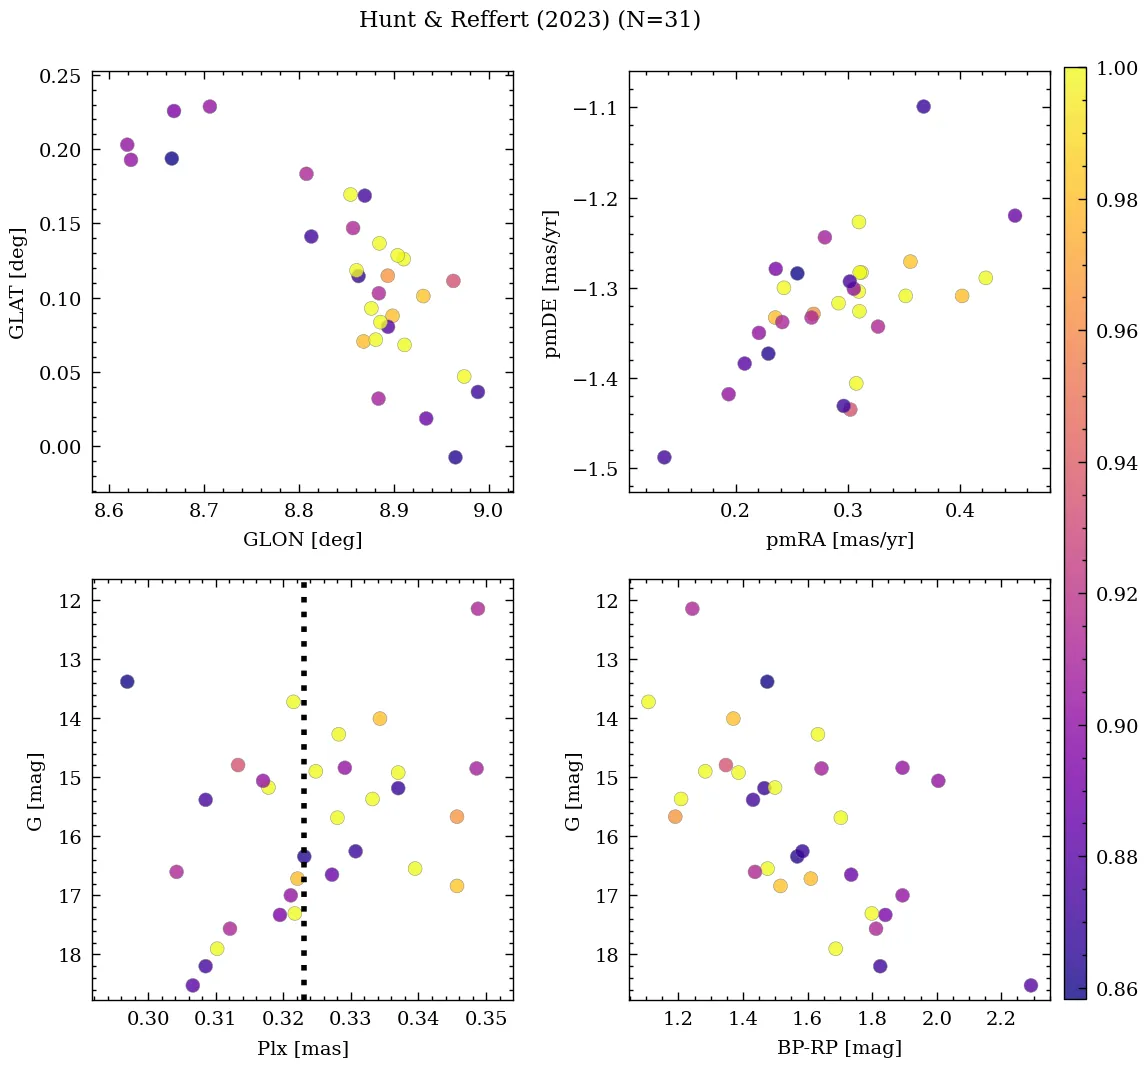 Hunt & Reffert (2023) (N=31)
0.25
0.20
0.15
0.10
0.05
0.00
GLAT [deg]
8.6 8.7 8.8 8.9 9.0
GLON [deg]
−1.1
−1.2
−1.3
−1.4
−1.5
pmDE [mas/yr]
0.2 0.3 0.4
pmRA [mas/yr]
12
13
14
15
16
17
18
G [mag]
0.30 0.31 0.32 0.33 0.34 0.35
Plx [mas]
12
13
14
15
16
17
18
G [mag]
1.2 1.4 1.6 1.8 2.0 2.2
BP-RP [mag]
1.00
0.98
0.96
0.94
0.92
0.90
0.88
0.86